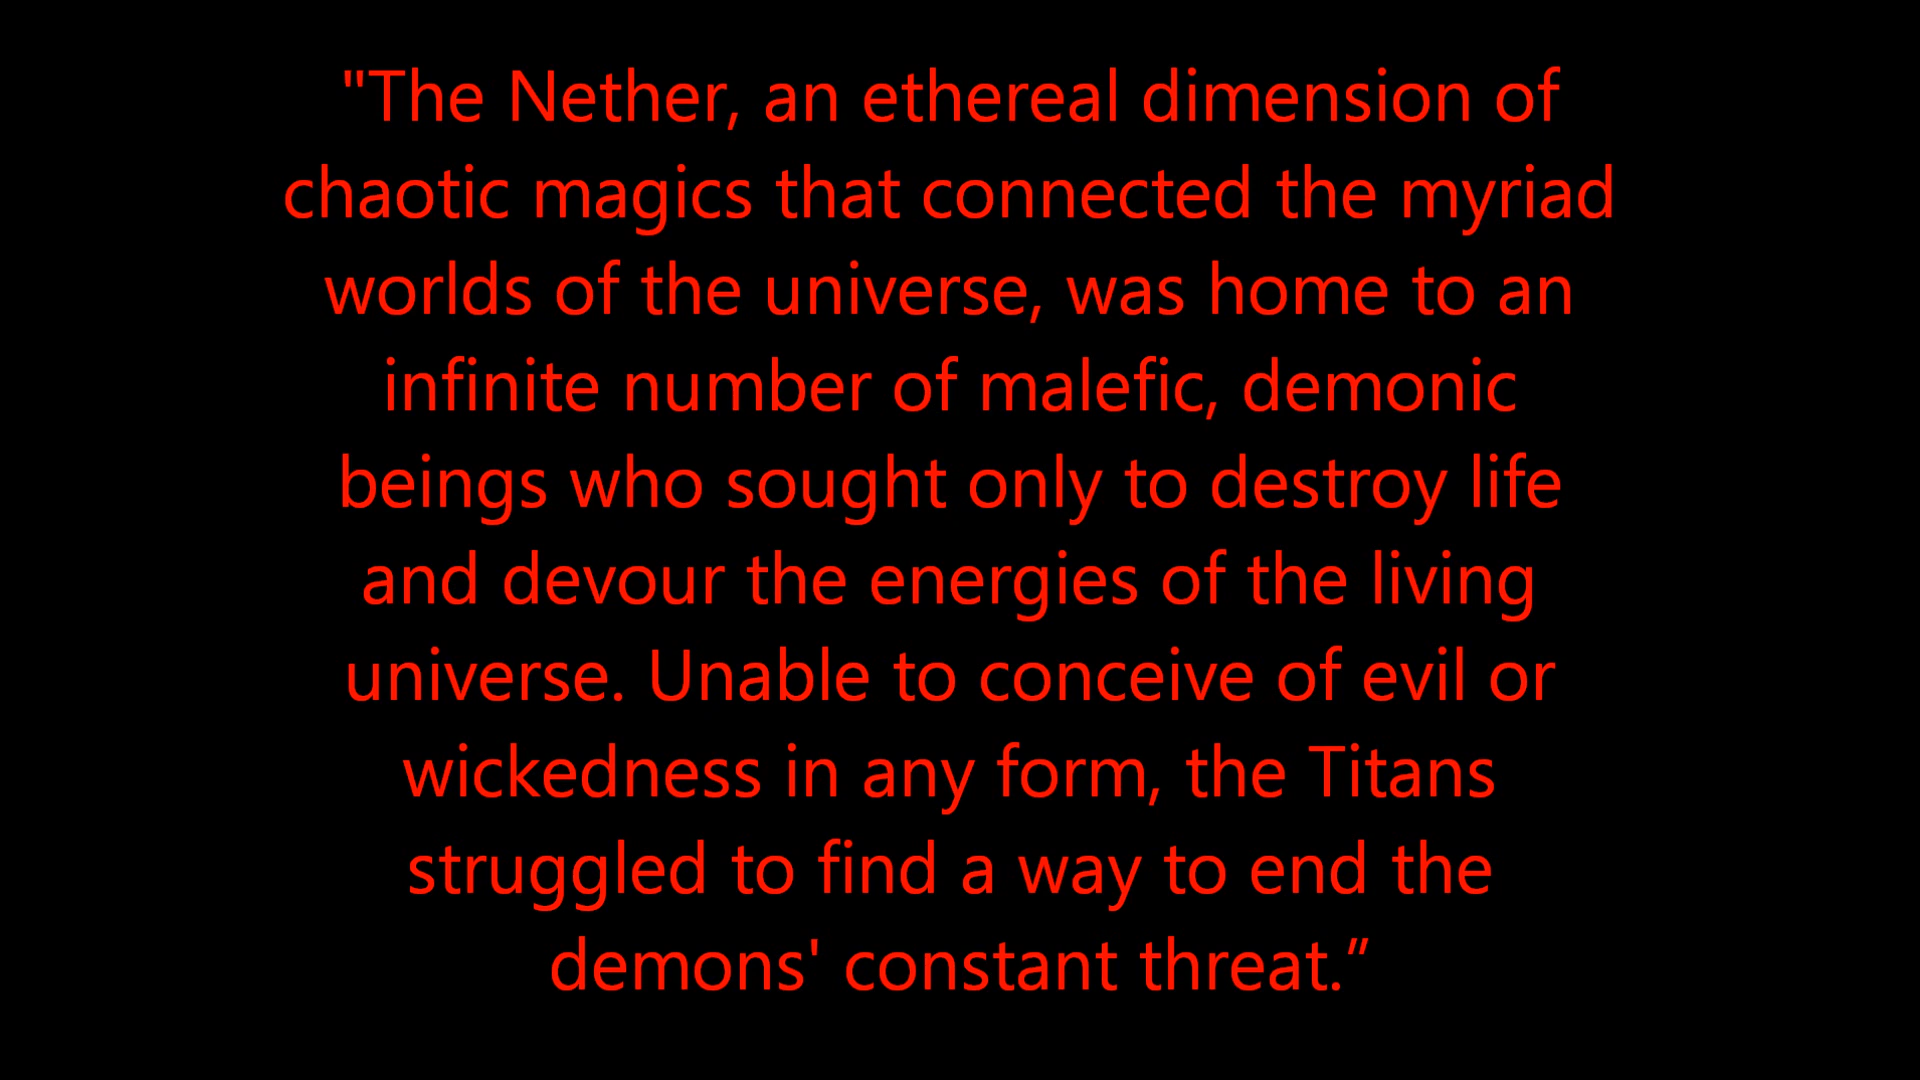 "The Nether, an ethereal dimension of
chaotic magics that connected the myriad
worlds of the universe, was home to an
infinite number of malefic, demonic
beings who sought only to destroy life
and devour the energies of the living
universe. Unable to conceive of evil or
wickedness in any form, the Titans
struggled to find a way to end the
demons' constant threat.”